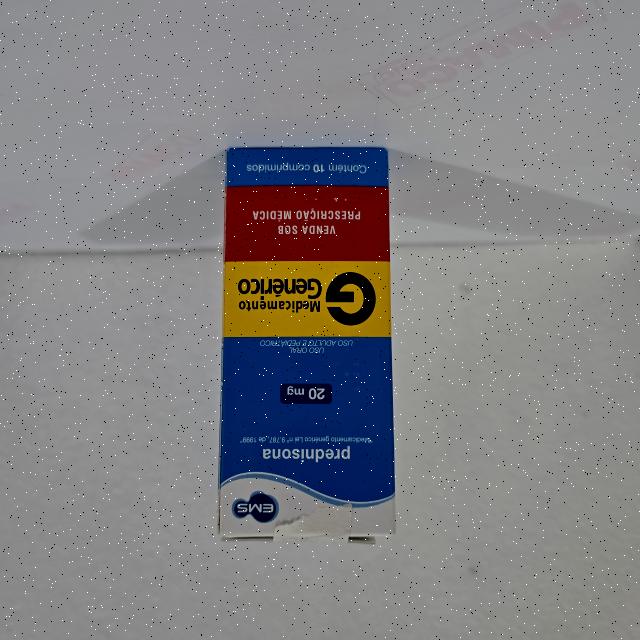 EMS
prednisona
"Medicamento genérico Lei nº 9.787, de 1999"
20 mg
USO ORAL
USO ADULTO E PEDIÁTRICO
G Medicamento
Genérico
VENDA SOB
PRESCRIÇÃO MÉDICA
Contém 10 comprimidos